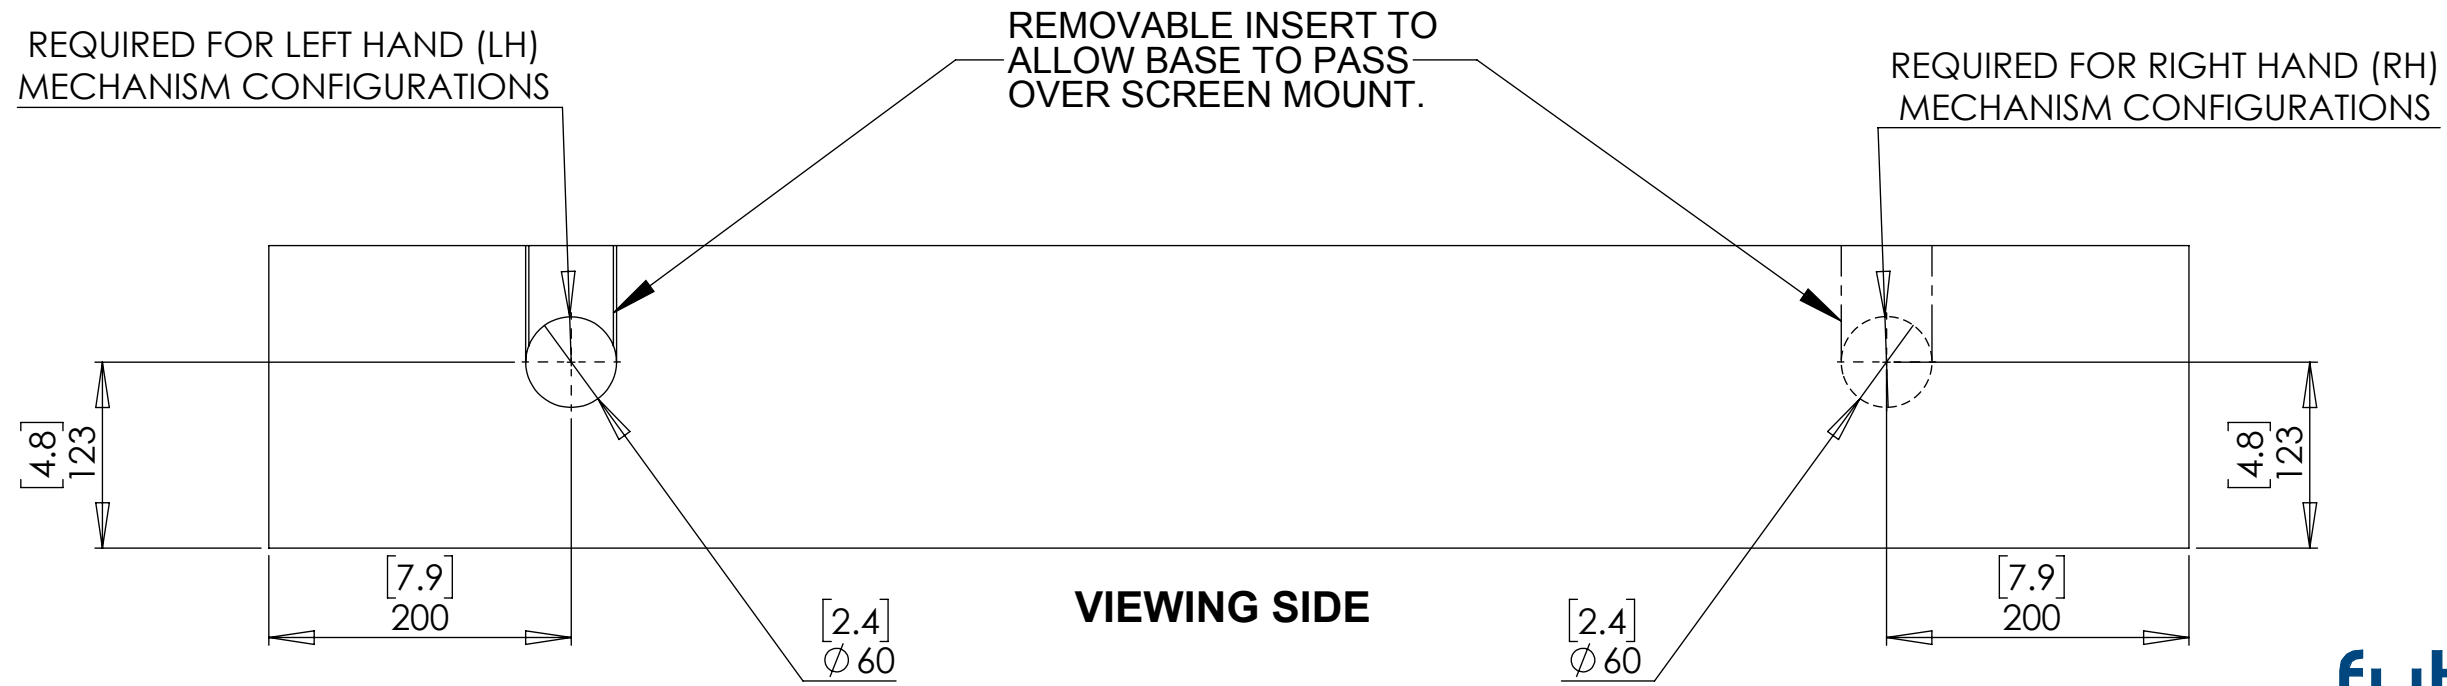 REQUIRED FOR LEFT HAND (LH)
MECHANISM CONFIGURATIONS
REMOVABLE INSERT TO
ALLOW BASE TO PASS
OVER SCREEN MOUNT.
REQUIRED FOR RIGHT HAND (RH)
MECHANISM CONFIGURATIONS
[4.8]
123
[7.9]
200
[2.4]
∅60
VIEWING SIDE
[2.4]
∅60
[7.9]
200
[4.8]
123